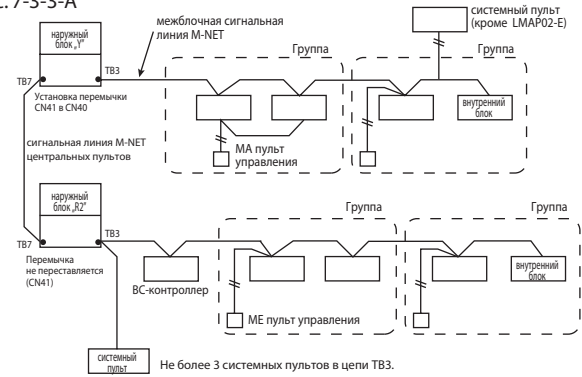 с. 7-3-3-А
наружный
блок „Y"
TB7
TB3
Установка перемычки
CN41 в CN40
межблочная сигнальная
линия M-NET
Группа
MA пульт
управления
системный пульт
(кроме LMAP02-E)
Группа
внутренний
блок
сигнальная линия M-NET
центральных пультов
наружный
блок „R2"
TB7
TB3
Перемычка
не переставляется
(CN41)
BC-контроллер
Группа
ME пульт управления
Группа
внутренний
блок
системный
пульт
Не более 3 системных пультов в цепи TB3.